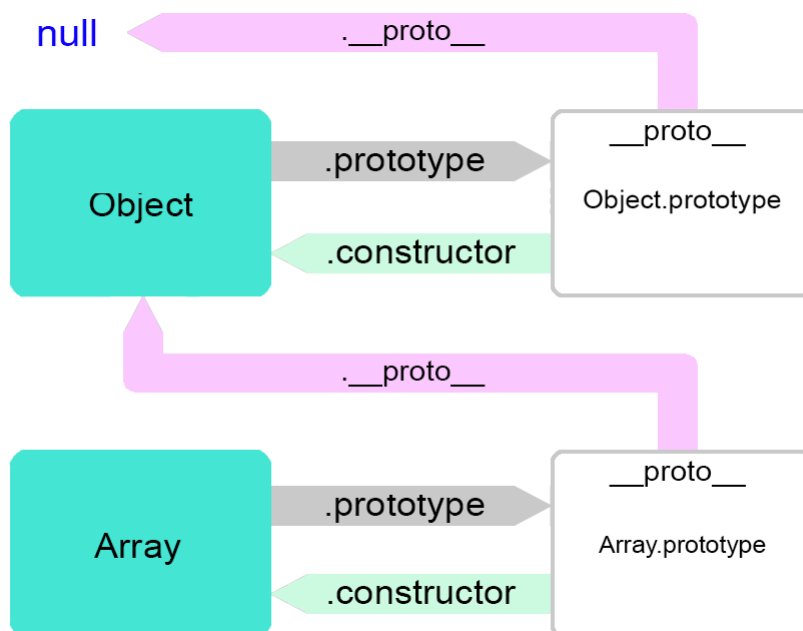 null
.__proto__
__proto__
.prototype
Object
Object.prototype
.constructor
.__proto__
__proto__
.prototype
Array
Array.prototype
.constructor